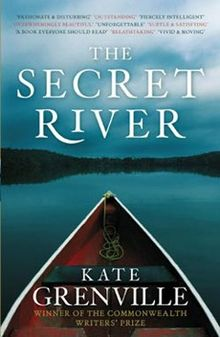 'PASSIONATE & DISTURBING' 'OUTSTANDING' 'FIERCELY INTELLIGENT'
'OVERWHELMINGLY BEAUTIFUL' 'UNFORGETTABLE' 'SUBTLE & SATISFYING'
'A BOOK EVERYONE SHOULD READ' 'BREATHTAKING' 'VIVID & MOVING'
THE
SECRET
RIVER
KATE
GRENVILLE
WINNER OF THE COMMONWEALTH
WRITERS' PRIZE